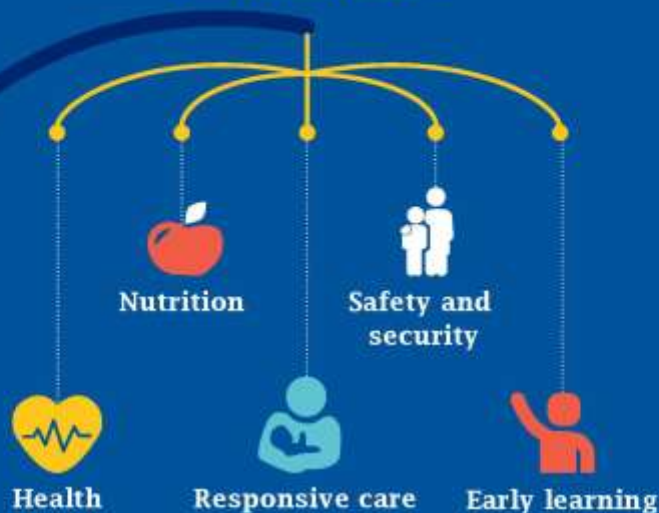 Nutrition
Safety and
security
Health
Responsive care
Early learning